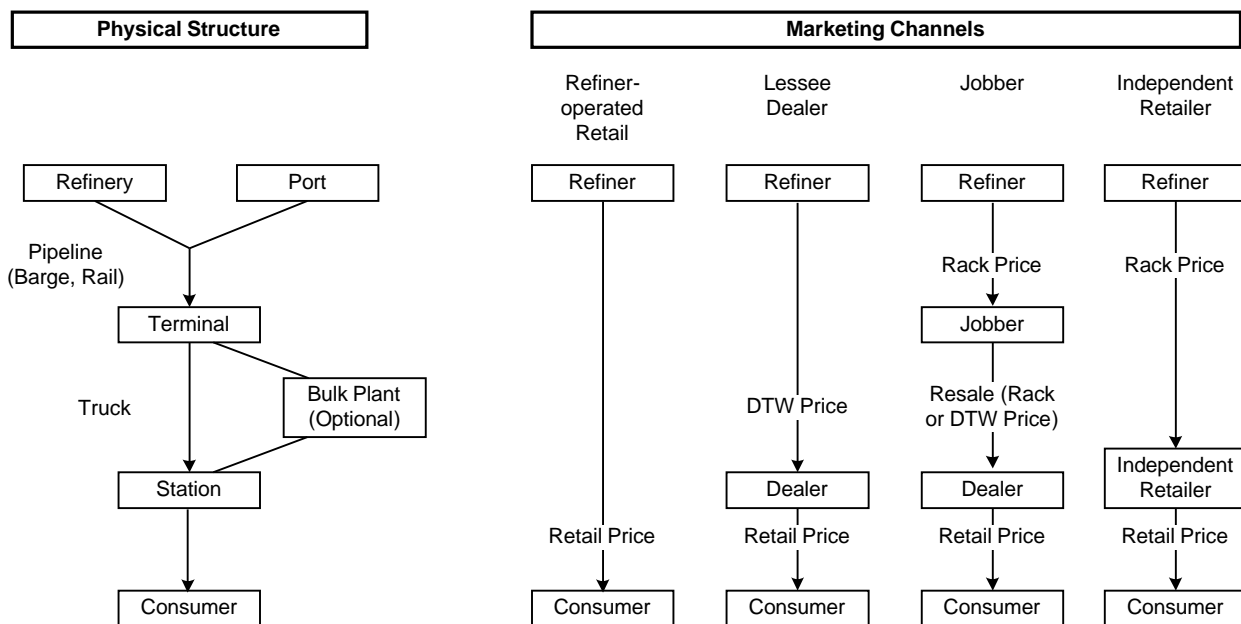 Physical Structure
Marketing Channels
Refiner-
operated
Retail
Lessee
Dealer
Jobber
Independent
Retailer
Refinery
Port
Refiner
Refiner
Refiner
Refiner
Pipeline
(Barge, Rail)
Rack Price
Rack Price
Terminal
Jobber
Truck
Bulk Plant
(Optional)
DTW Price
Resale (Rack
or DTW Price)
Station
Dealer
Dealer
Independent
Retailer
Retail Price
Retail Price
Retail Price
Retail Price
Consumer
Consumer
Consumer
Consumer
Consumer